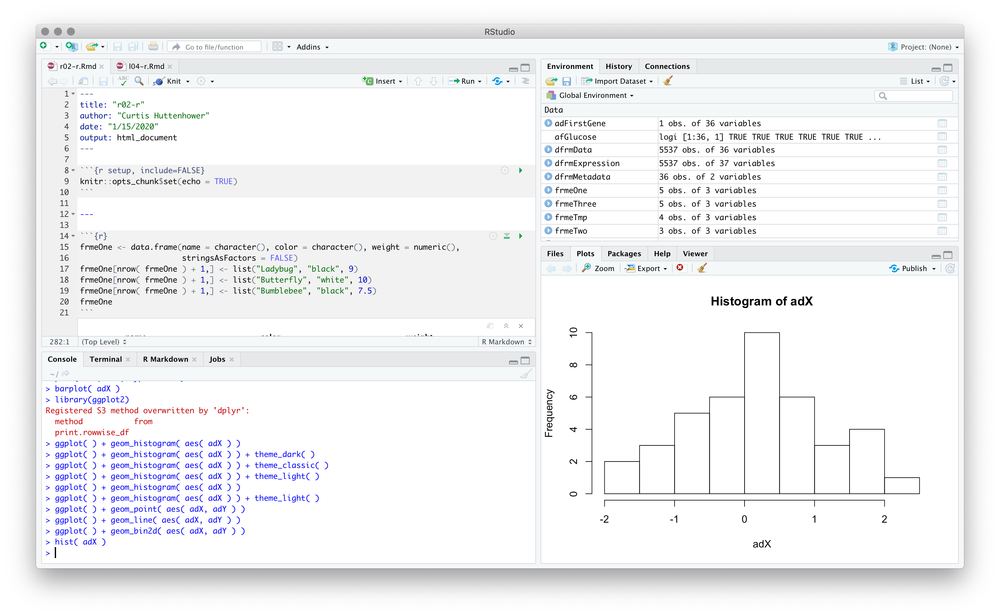 RStudio
Go to file/function
Addins
Project: (None)
r02-r.Rmd
l04-r.Rmd
ABC
Knit
Insert
Run
1 ---
2 title: "r02-r"
3 author: "Curtis Huttenhower"
4 date: "1/15/2020"
5 output: html_document
6 ---
7
8 ```{r setup, include=FALSE}
9 knitr::opts_chunk$set(echo = TRUE)
10 ```
11
12 ---
13
14 ```{r}
15 frmeOne <- data.frame(name = character(), color = character(), weight = numeric(),
16 stringsAsFactors = FALSE)
17 frmeOne[nrow( frmeOne ) + 1,] <- list("Ladybug", "black", 9)
18 frmeOne[nrow( frmeOne ) + 1,] <- list("Butterfly", "white", 10)
19 frmeOne[nrow( frmeOne ) + 1,] <- list("Bumblebee", "black", 7.5)
20 frmeOne
21 ```
name color weight
282:1 (Top Level) R Markdown
Console Terminal R Markdown Jobs
~/
> barplot( adX )
> library(ggplot2)
Registered S3 method overwritten by 'dplyr':
method from
print.rowwise_df
> ggplot( ) + geom_histogram( aes( adX ) )
> ggplot( ) + geom_histogram( aes( adX ) ) + theme_dark( )
> ggplot( ) + geom_histogram( aes( adX ) ) + theme_classic( )
> ggplot( ) + geom_histogram( aes( adX ) ) + theme_light( )
> ggplot( ) + geom_histogram( aes( adX ) )
> ggplot( ) + geom_histogram( aes( adX ) ) + theme_light( )
> ggplot( ) + geom_point( aes( adX, adY ) )
> ggplot( ) + geom_line( aes( adX, adY ) )
> ggplot( ) + geom_bin2d( aes( adX, adY ) )
> hist( adX )
>
Environment History Connections
Import Dataset
List
Global Environment
Data
adFirstGene 1 obs. of 36 variables
afGlucose logi [1:36, 1] TRUE TRUE TRUE TRUE TRUE TRUE ...
dfrmData 5537 obs. of 36 variables
dfrmExpression 5537 obs. of 37 variables
dfrmMetadata 36 obs. of 2 variables
frmeOne 5 obs. of 3 variables
frmeThree 5 obs. of 3 variables
frmeTmp 4 obs. of 3 variables
frmeTwo 3 obs. of 3 variables
Files Plots Packages Help Viewer
Zoom Export Publish
Histogram of adX
Frequency
10
8
6
4
2
0
-2 -1 0 1 2
adX